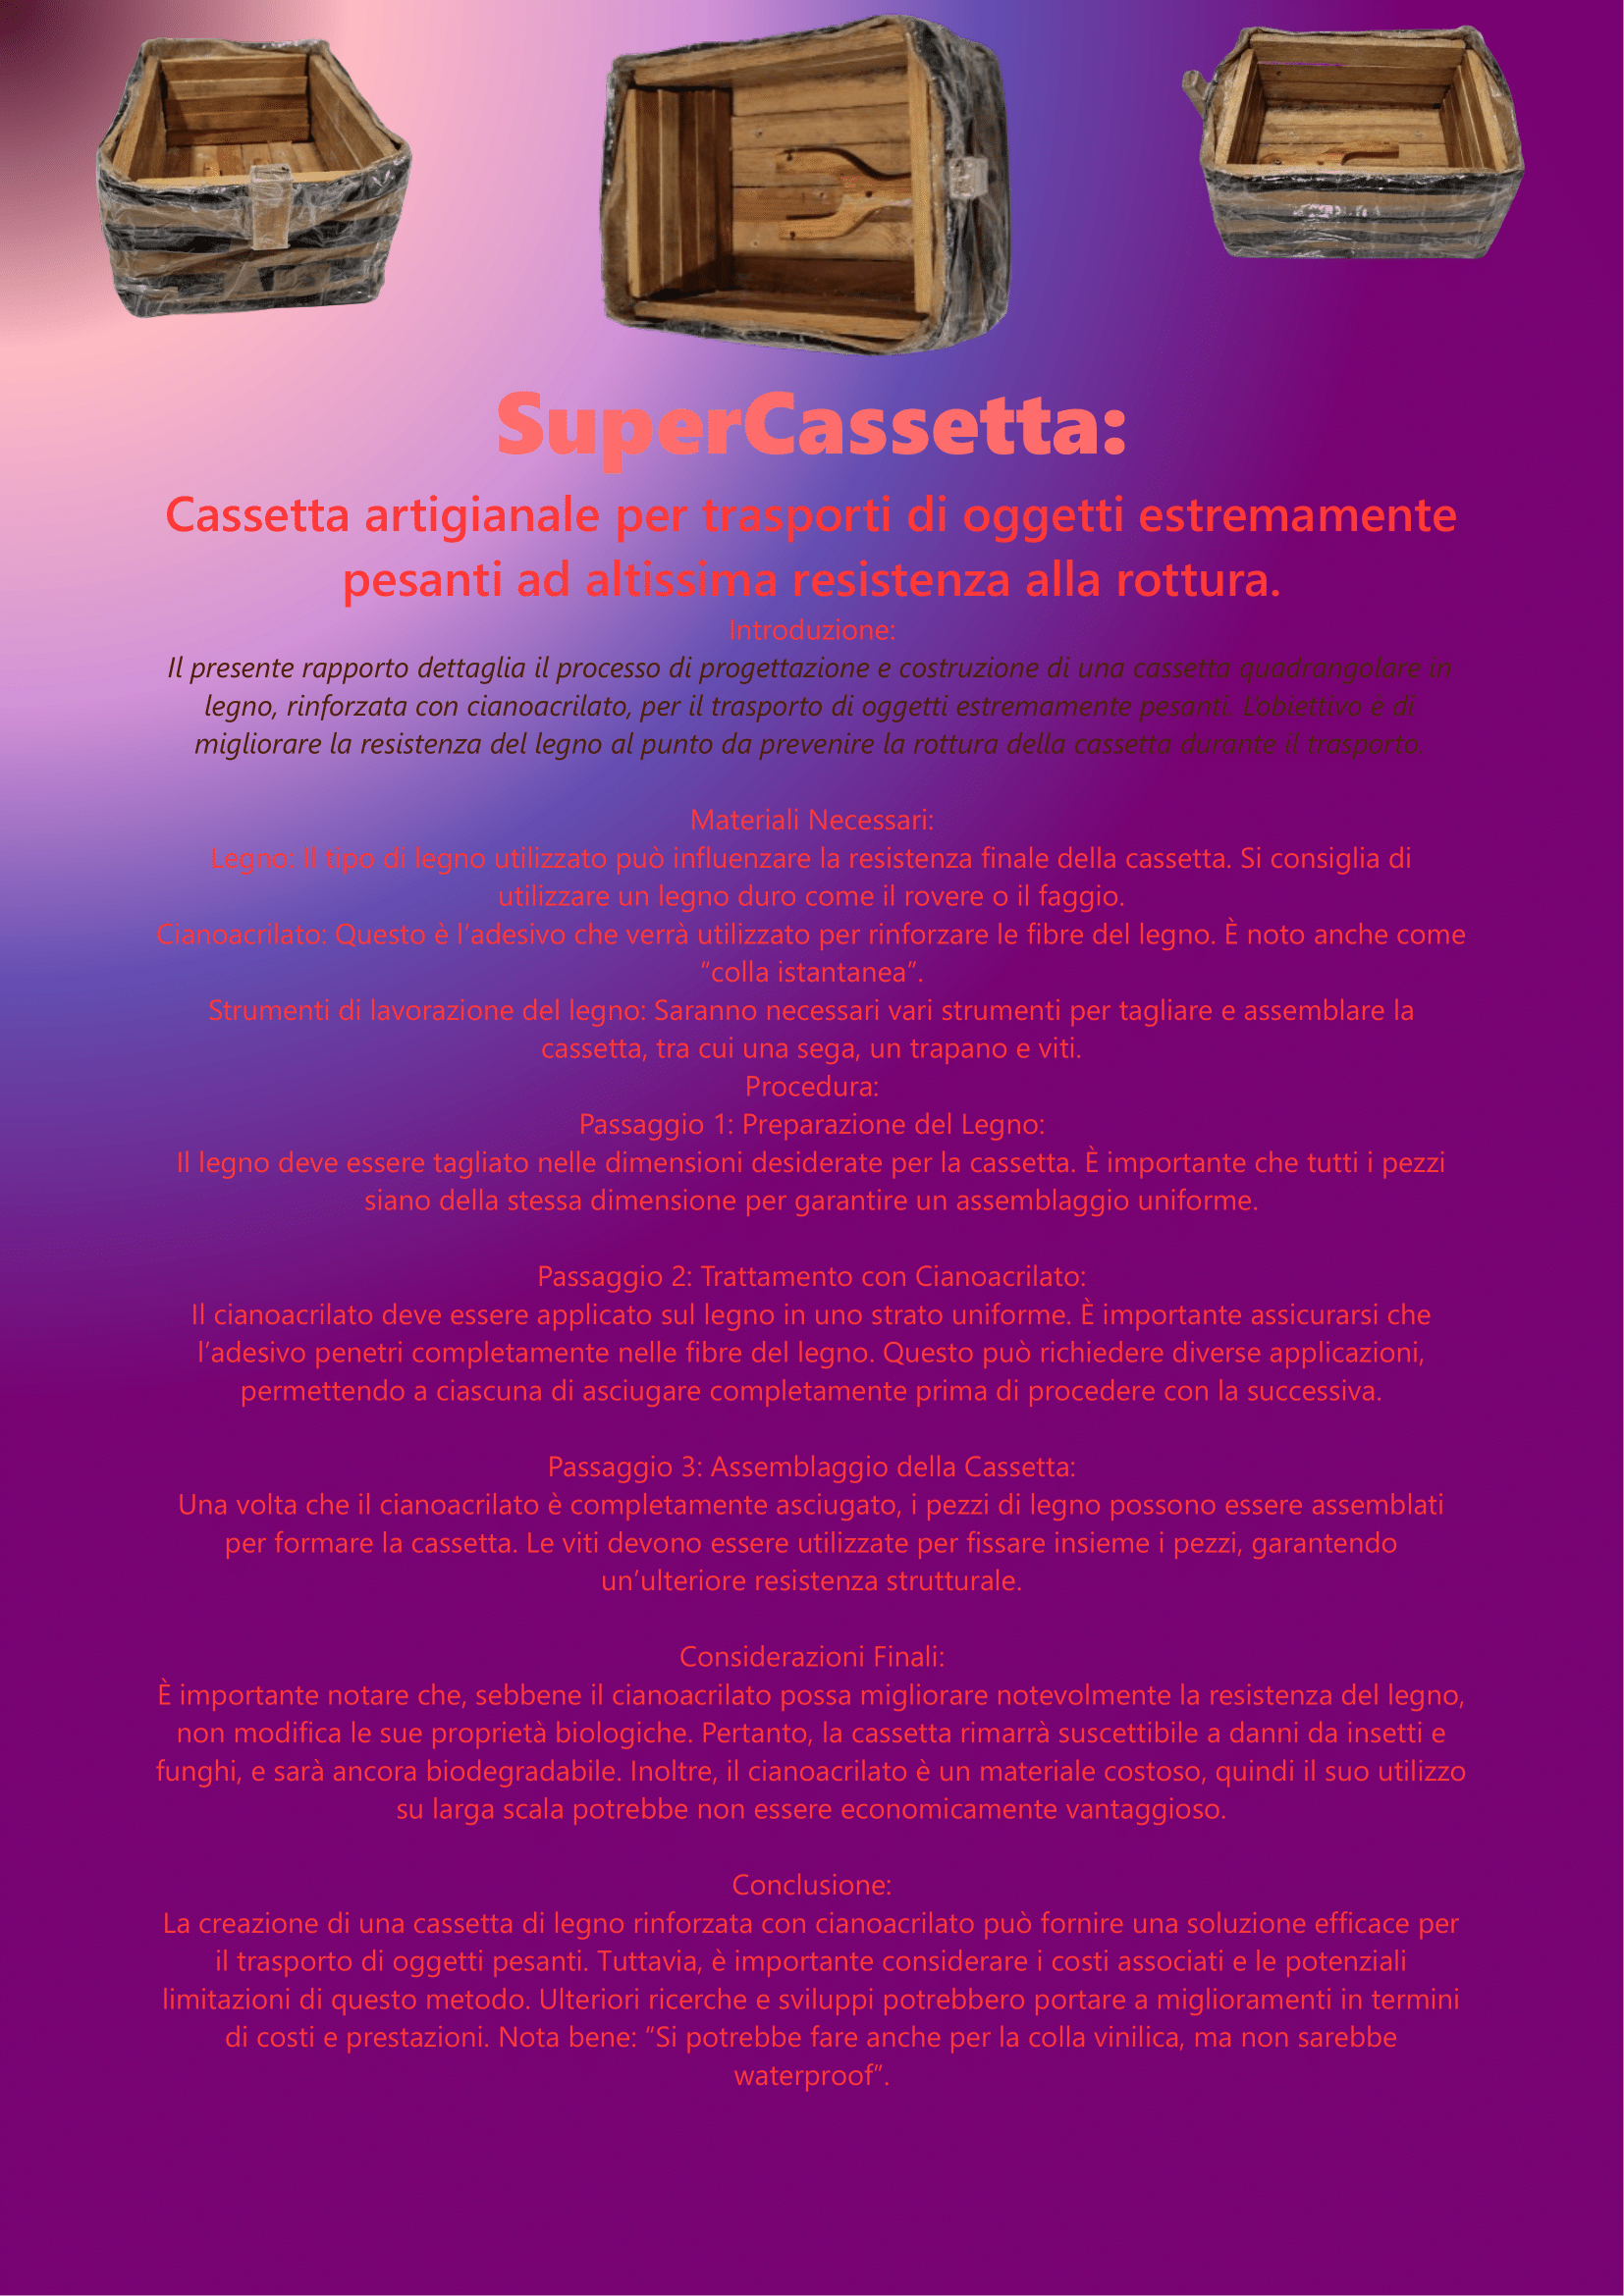 SuperCassetta:
Cassetta artigianale per trasporti di oggetti estremamente
pesanti ad altissima resistenza alla rottura.
Introduzione:
Il presente rapporto dettaglia il processo di progettazione e costruzione di una cassetta quadrangolare in
legno, rinforzata con cianoacrilato, per il trasporto di oggetti estremamente pesanti. L’obiettivo è di
migliorare la resistenza del legno al punto da prevenire la rottura della cassetta durante il trasporto.
Materiali Necessari:
Legno: Il tipo di legno utilizzato può influenzare la resistenza finale della cassetta. Si consiglia di
utilizzare un legno duro come il rovere o il faggio.
Cianoacrilato: Questo è l’adesivo che verrà utilizzato per rinforzare le fibre del legno. È noto anche come
“colla istantanea”.
Strumenti di lavorazione del legno: Saranno necessari vari strumenti per tagliare e assemblare la
cassetta, tra cui una sega, un trapano e viti.
Procedura:
Passaggio 1: Preparazione del Legno:
Il legno deve essere tagliato nelle dimensioni desiderate per la cassetta. È importante che tutti i pezzi
siano della stessa dimensione per garantire un assemblaggio uniforme.
Passaggio 2: Trattamento con Cianoacrilato:
Il cianoacrilato deve essere applicato sul legno in uno strato uniforme. È importante assicurarsi che
l’adesivo penetri completamente nelle fibre del legno. Questo può richiedere diverse applicazioni,
permettendo a ciascuna di asciugare completamente prima di procedere con la successiva.
Passaggio 3: Assemblaggio della Cassetta:
Una volta che il cianoacrilato è completamente asciugato, i pezzi di legno possono essere assemblati
per formare la cassetta. Le viti devono essere utilizzate per fissare insieme i pezzi, garantendo
un’ulteriore resistenza strutturale.
Considerazioni Finali:
È importante notare che, sebbene il cianoacrilato possa migliorare notevolmente la resistenza del legno,
non modifica le sue proprietà biologiche. Pertanto, la cassetta rimarrà suscettibile a danni da insetti e
funghi, e sarà ancora biodegradabile. Inoltre, il cianoacrilato è un materiale costoso, quindi il suo utilizzo
su larga scala potrebbe non essere economicamente vantaggioso.
Conclusione:
La creazione di una cassetta di legno rinforzata con cianoacrilato può fornire una soluzione efficace per
il trasporto di oggetti pesanti. Tuttavia, è importante considerare i costi associati e le potenziali
limitazioni di questo metodo. Ulteriori ricerche e sviluppi potrebbero portare a miglioramenti in termini
di costi e prestazioni. Nota bene: “Si potrebbe fare anche per la colla vinilica, ma non sarebbe
waterproof”.